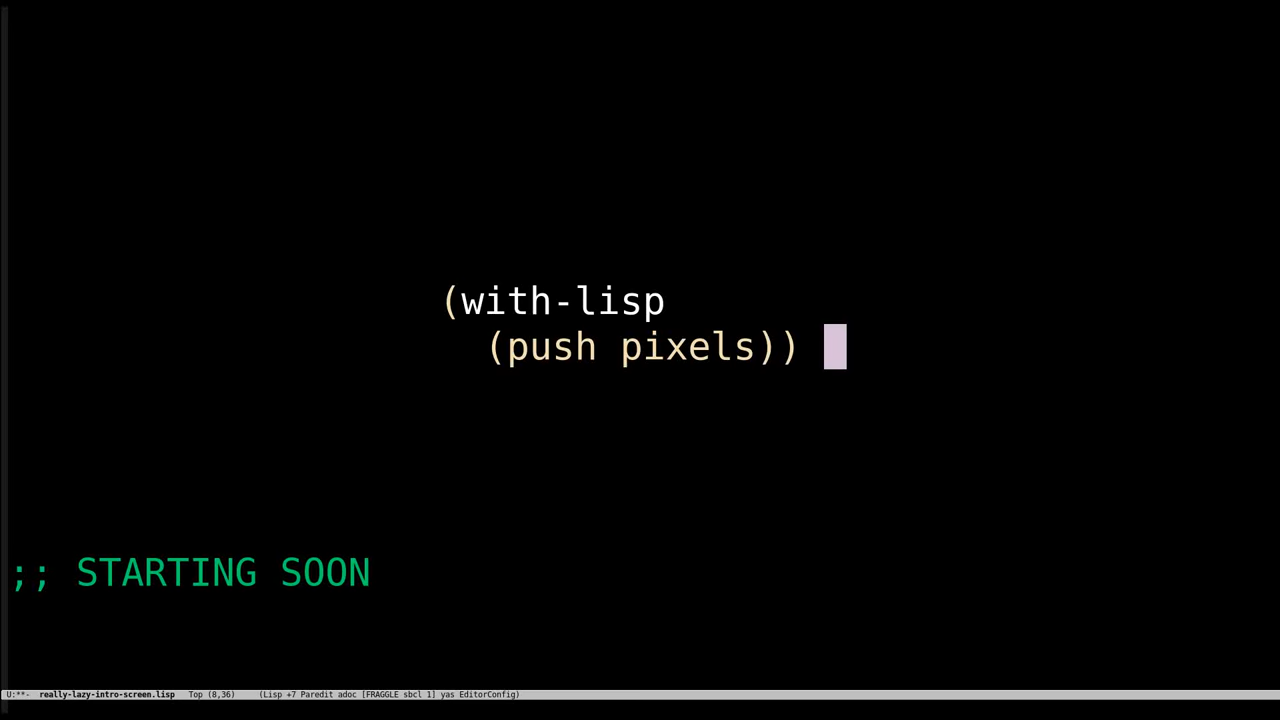 (with-lisp
(push pixels))
;; STARTING SOON
U:**- really-lazy-intro-screen.lisp Top (8,36) (Lisp +7 Paredit adoc [FRAGGLE sbcl 1] yas EditorConfig)